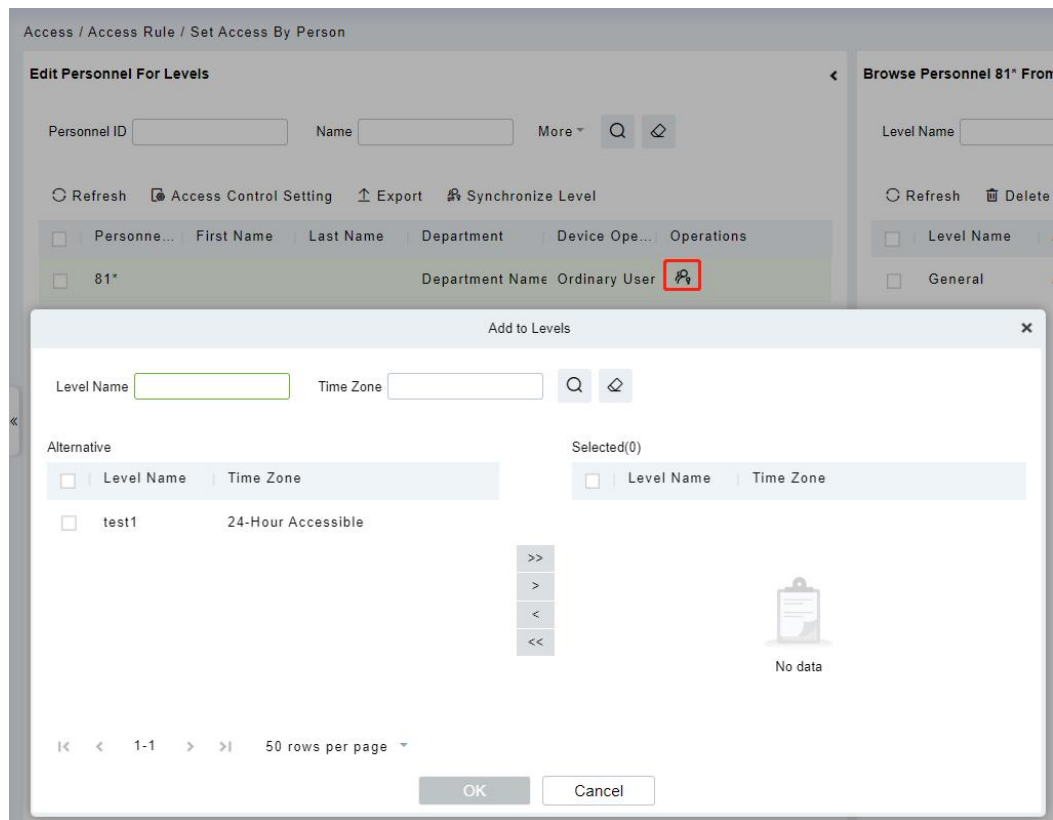 Access / Access Rule / Set Access By Person
Edit Personnel For Levels
Browse Personnel 81* From
Personnel ID Name More
Level Name
Refresh Access Control Setting Export Synchronize Level
Refresh Delete
Personne... First Name Last Name Department Device Ope... Operations
Level Name
81* Department Name Ordinary User
General
Add to Levels
Level Name Time Zone
Alternative
Selected(0)
Level Name Time Zone
Level Name Time Zone
test1 24-Hour Accessible
>>
>
<
<<
No data
|< < 1-1 > >| 50 rows per page
OK Cancel